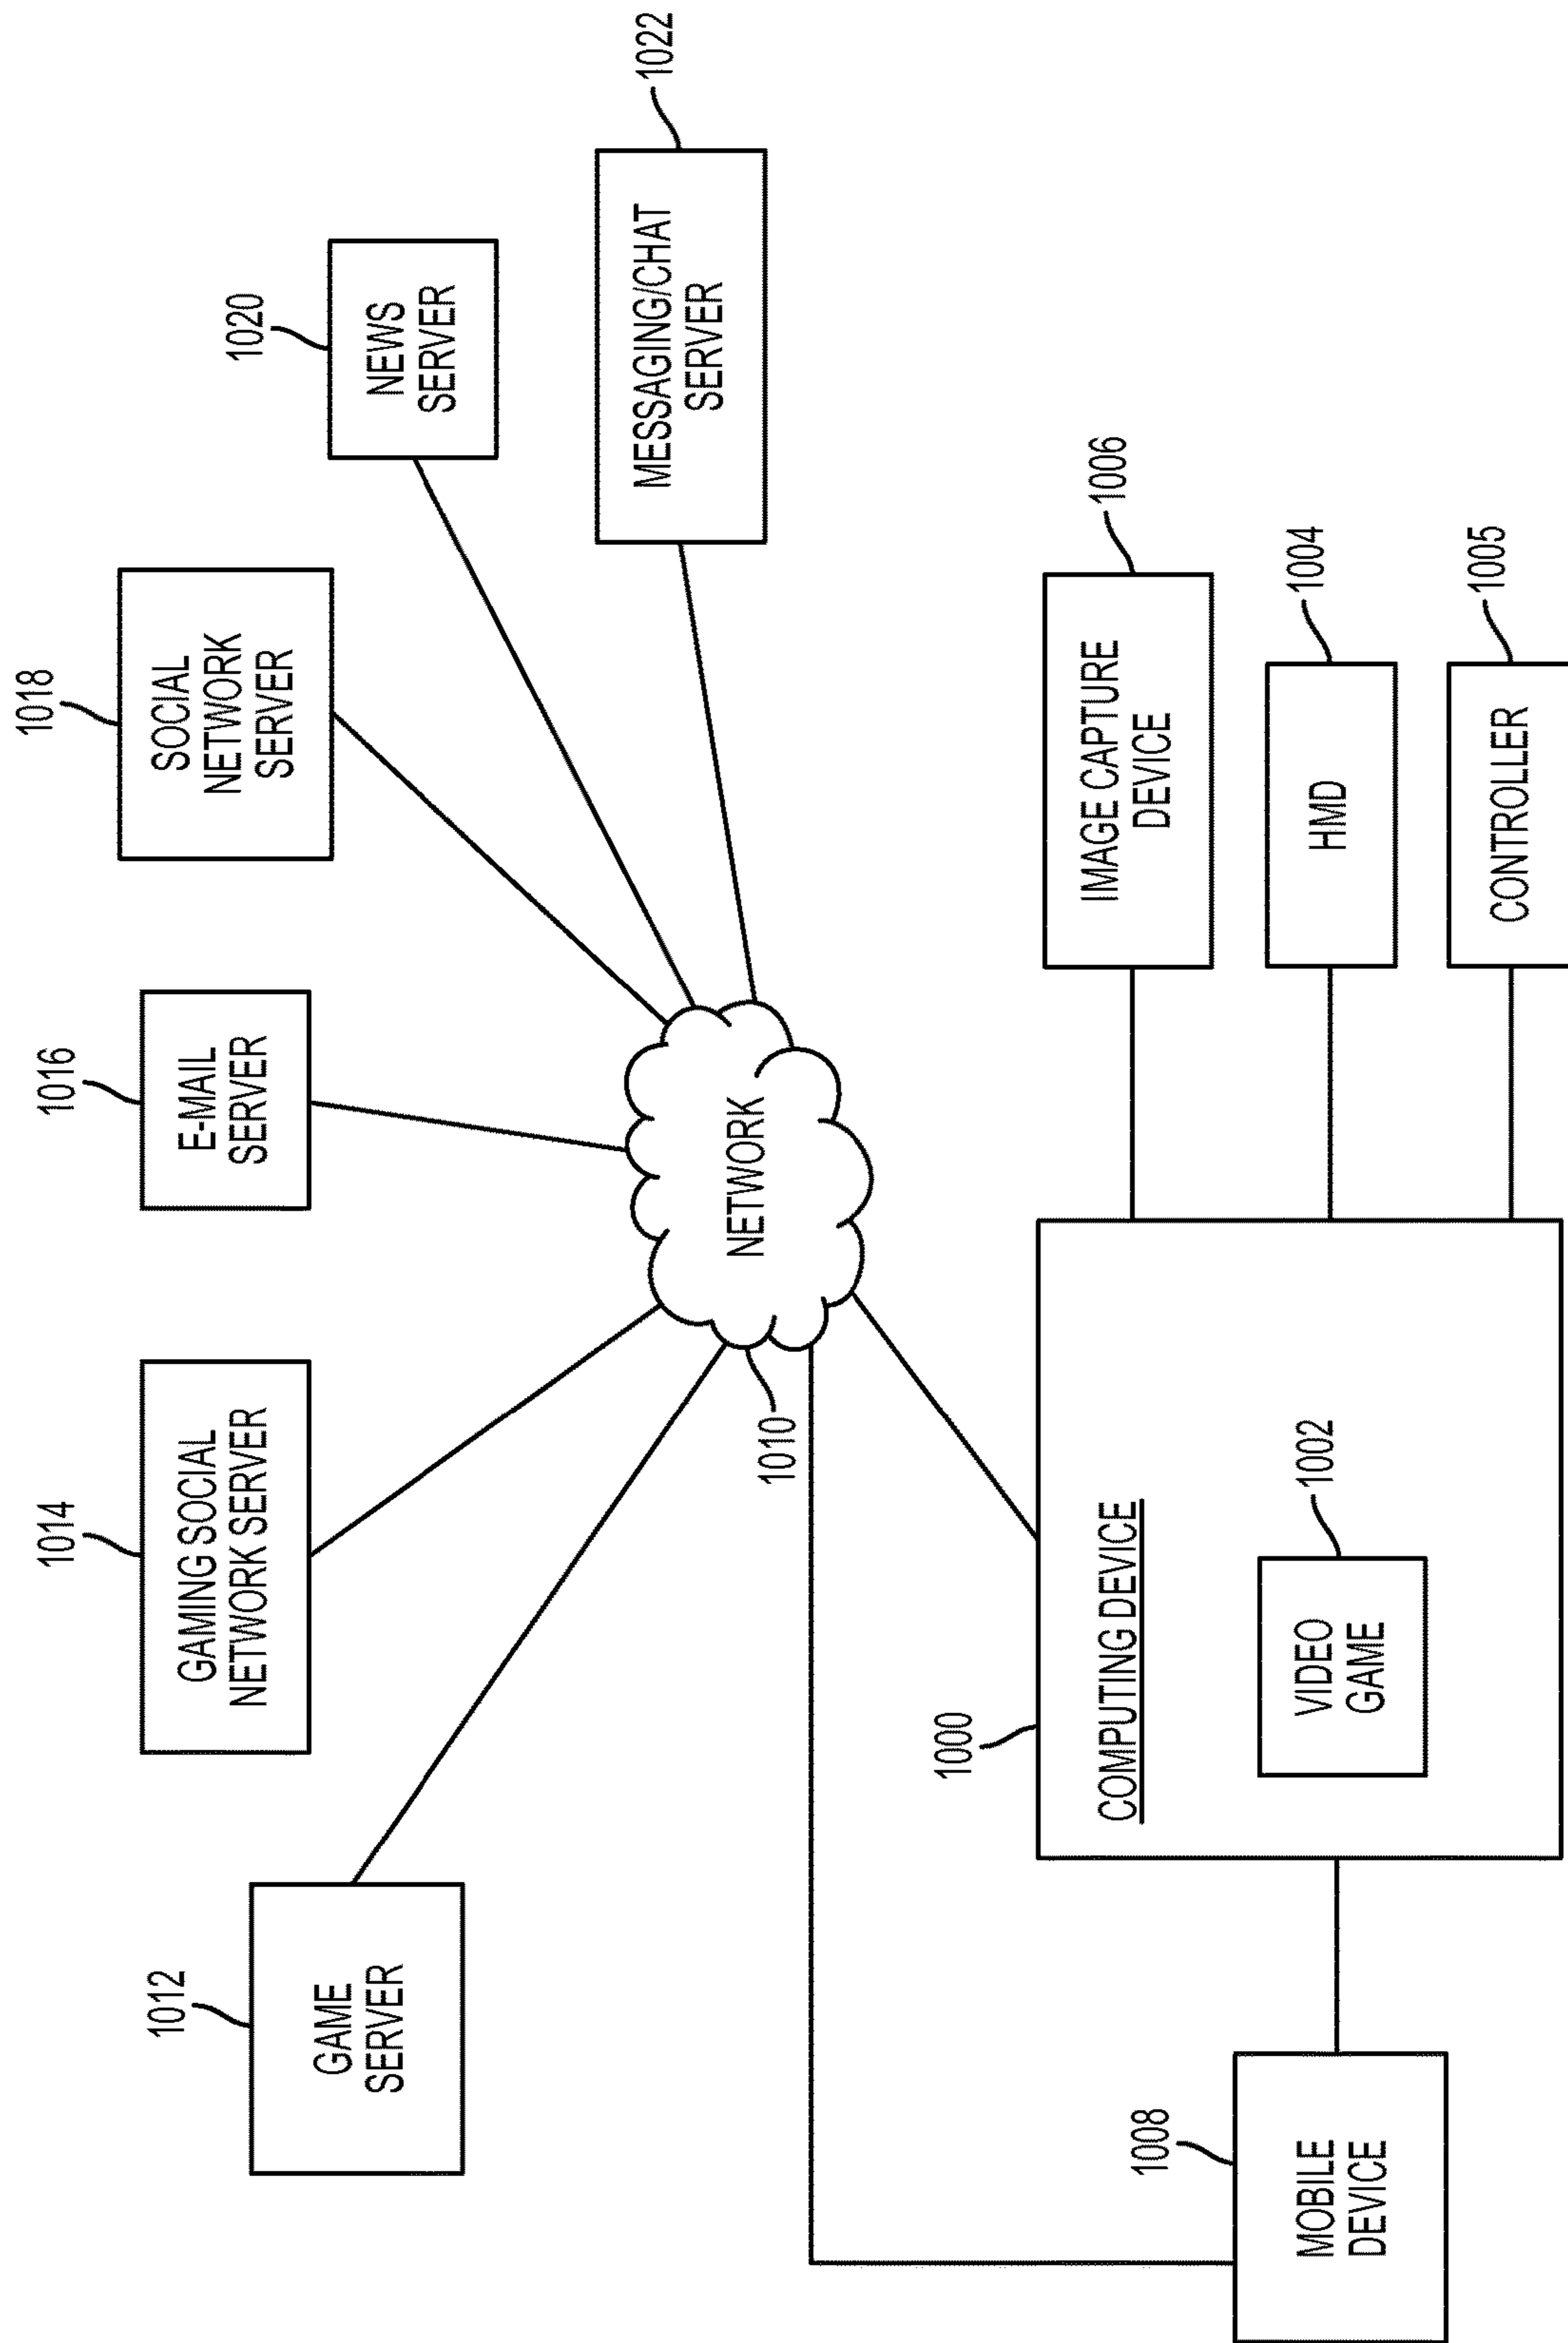 1012
GAME
SERVER
1014
GAMING SOCIAL
NETWORK SERVER
1016
E-MAIL
SERVER
1018
SOCIAL
NETWORK
SERVER
1020
NEWS
SERVER
1022
MESSAGING/CHAT
SERVER
NETWORK
1010
1008
MOBILE
DEVICE
1000
COMPUTING DEVICE
1002
VIDEO
GAME
1006
IMAGE CAPTURE
DEVICE
1004
HMD
1005
CONTROLLER